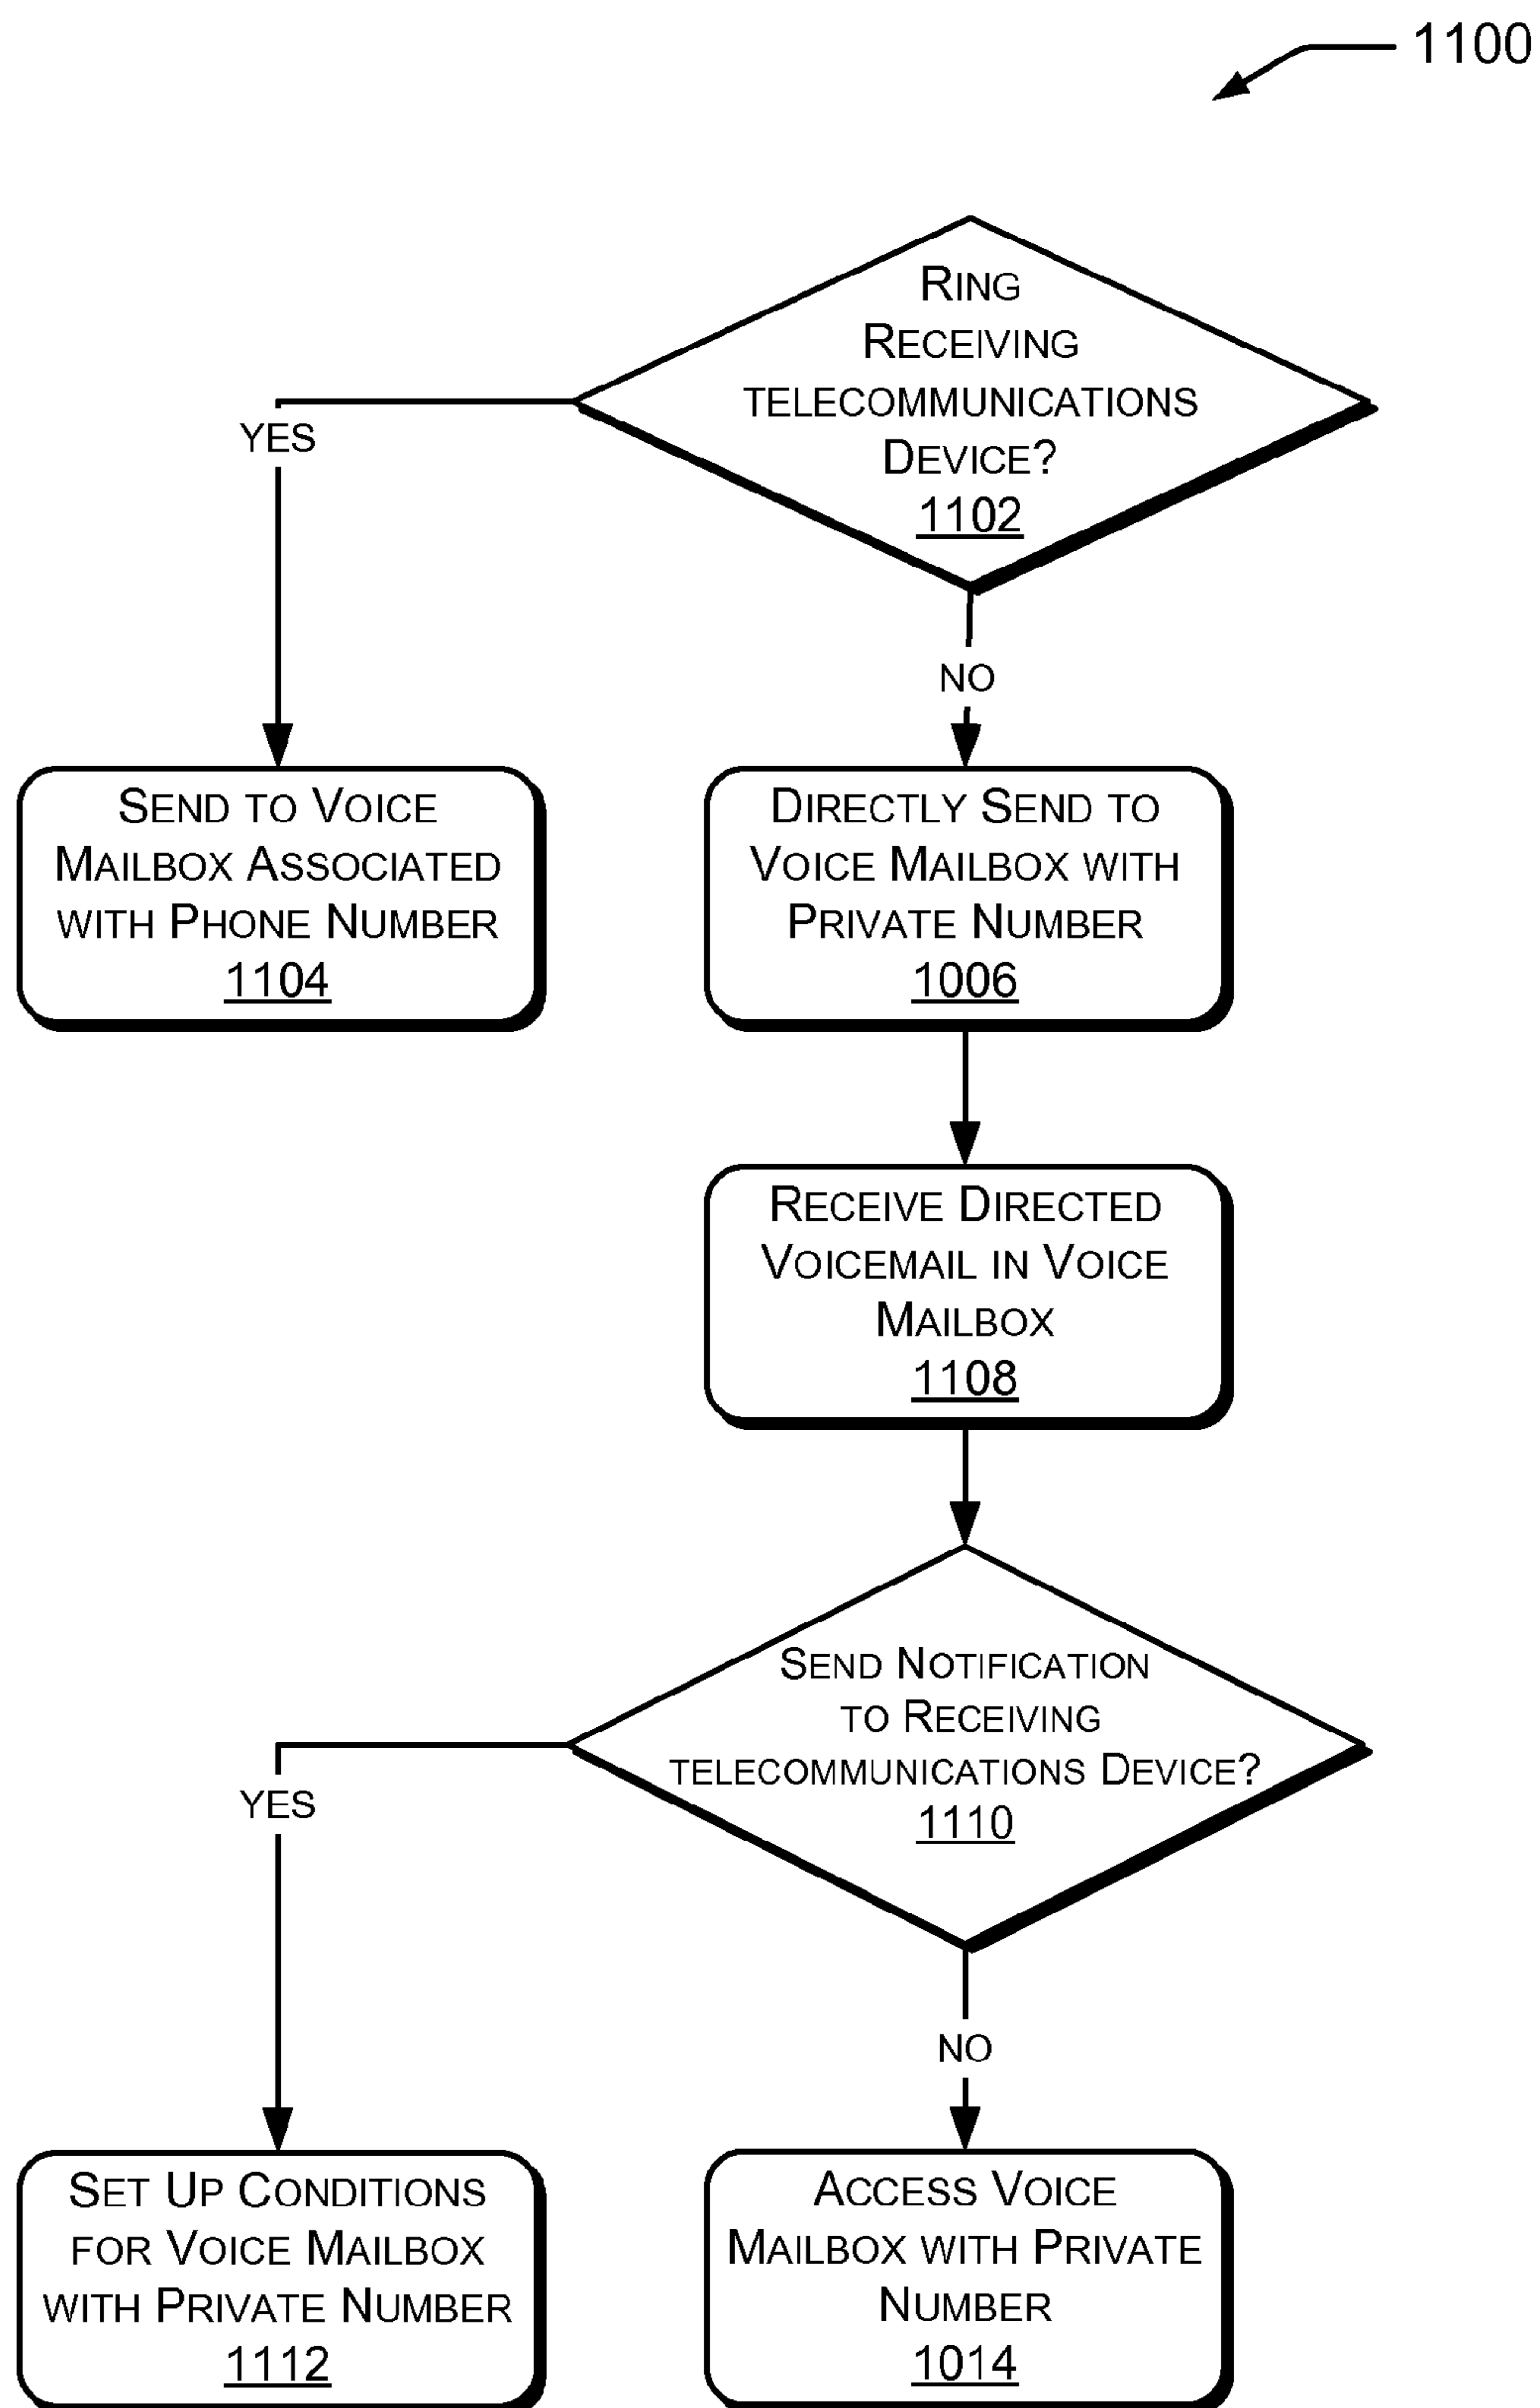 1100
RING
RECEIVING
TELECOMMUNICATIONS
DEVICE?
1102
YES
NO
SEND TO VOICE
MAILBOX ASSOCIATED
WITH PHONE NUMBER
1104
DIRECTLY SEND TO
VOICE MAILBOX WITH
PRIVATE NUMBER
1006
RECEIVE DIRECTED
VOICEMAIL IN VOICE
MAILBOX
1108
SEND NOTIFICATION
TO RECEIVING
TELECOMMUNICATIONS DEVICE?
1110
YES
NO
SET UP CONDITIONS
FOR VOICE MAILBOX
WITH PRIVATE NUMBER
1112
ACCESS VOICE
MAILBOX WITH PRIVATE
NUMBER
1014